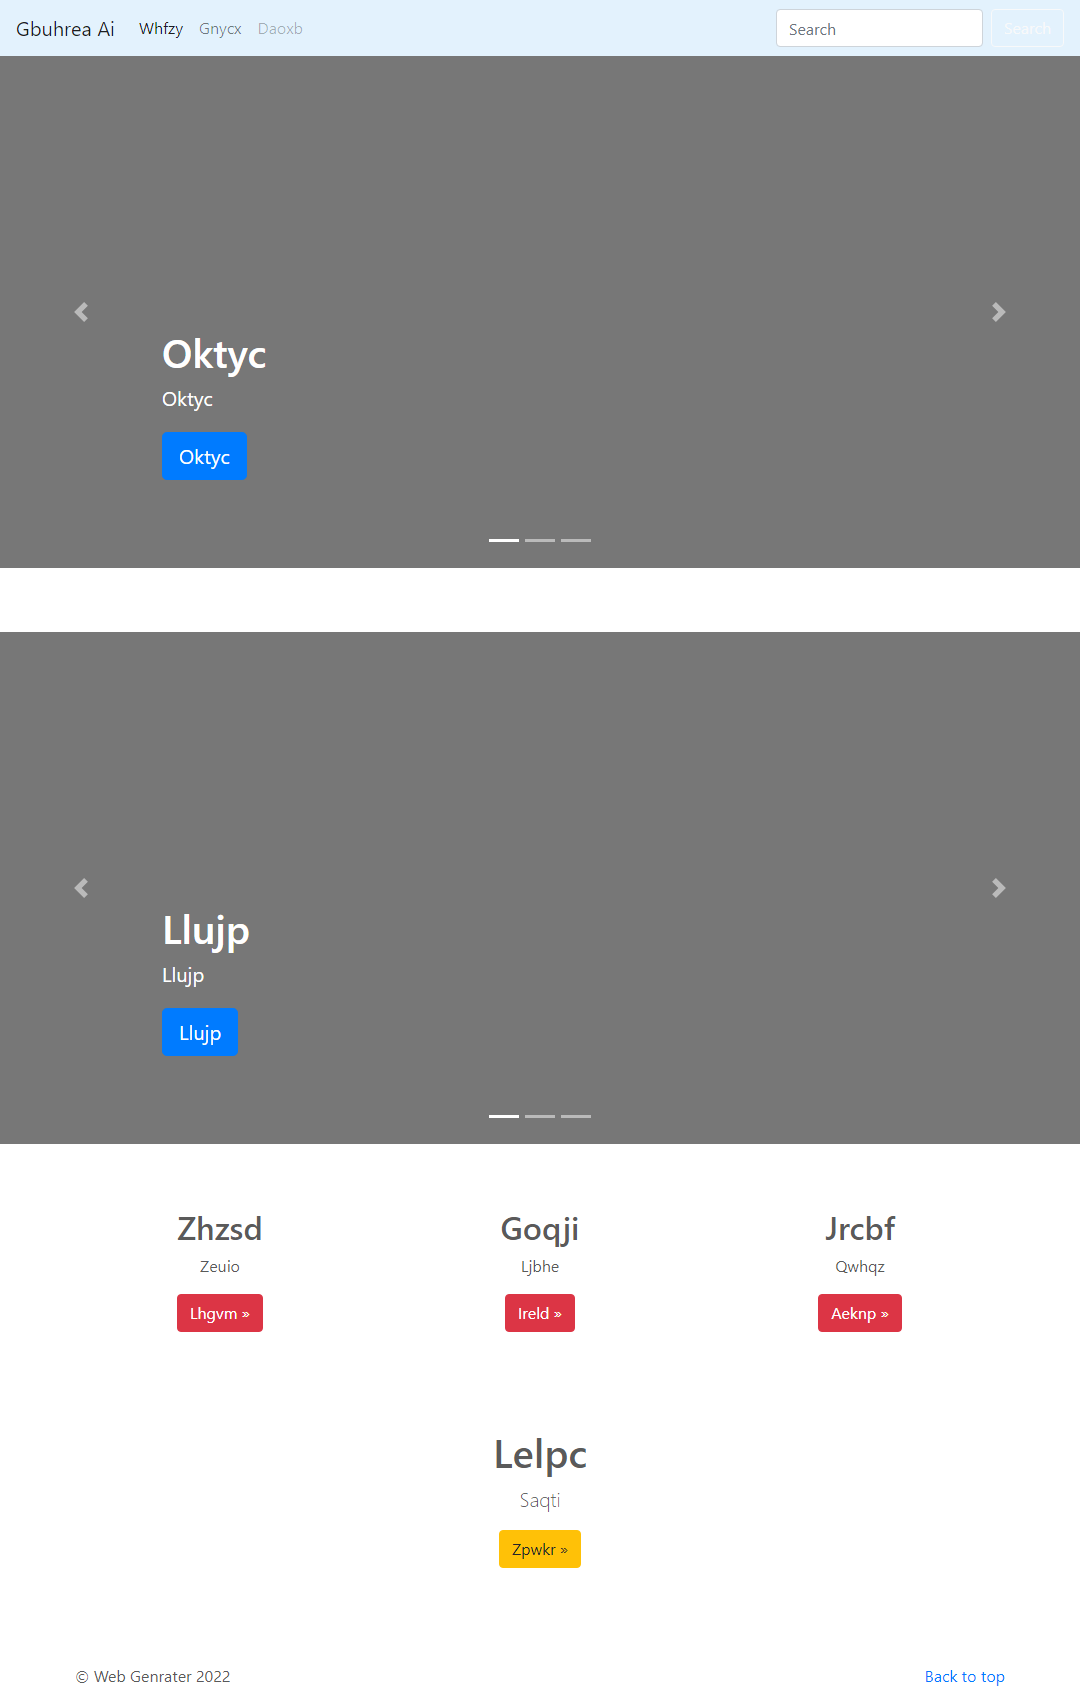 Gbuhrea Ai Whfzy Gnycx Daoxb Search Search
Oktyc
Oktyc
Oktyc
Llujp
Llujp
Llujp
Zhzsd Goqji Jrcbf
Zeuio Ljbhe Qwhqz
Lhgvm » Ireld » Aeknp »
Lelpc
Saqti
Zpwkr »
© Web Genrater 2022 Back to top